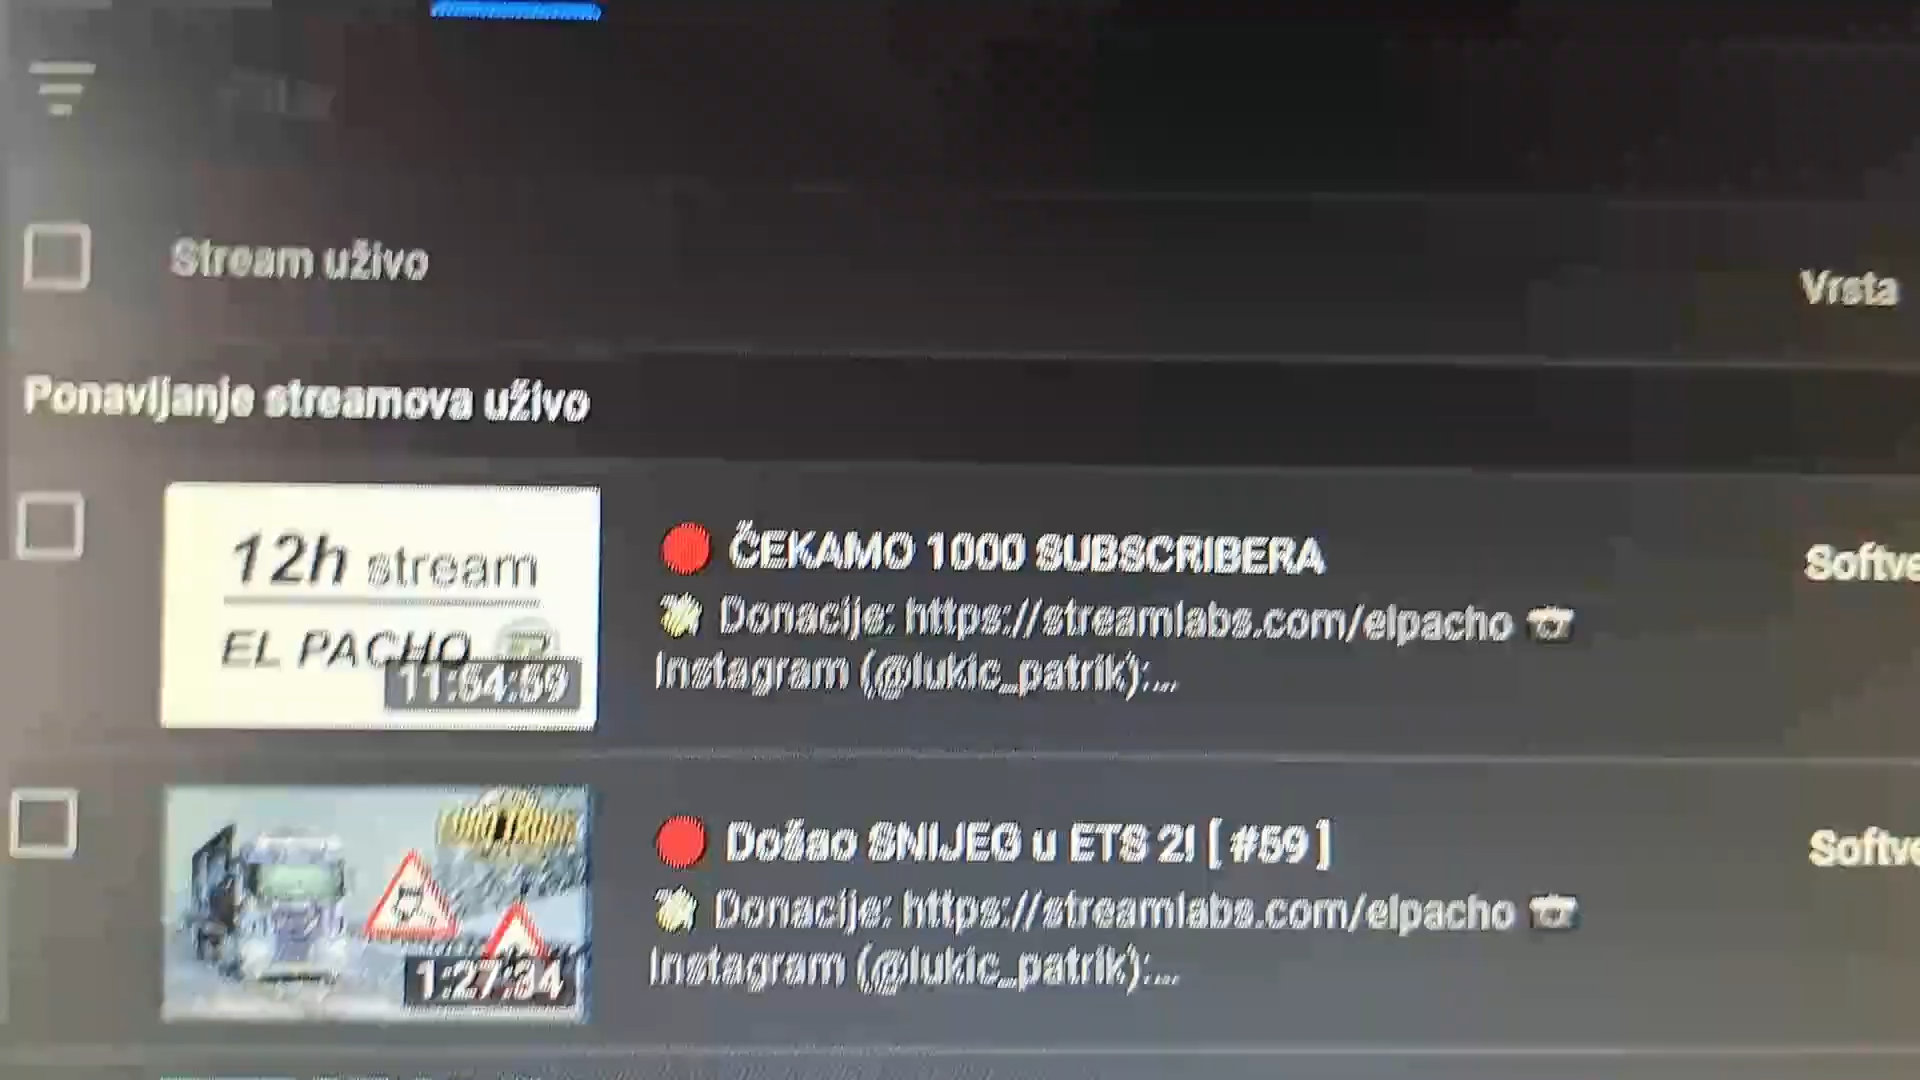 Stream uživo
Vrsta
Ponavljanje streamova uživo
12h stream
EL PACHO
11:54:59
ČEKAMO 1000 SUBSCRIBERA
Donacije: https://streamlabs.com/elpacho
Instagram (@lukic_patrik):...
Softve
1:27:34
Došao SNIJEG u ETS 2! [ #59 ]
Donacije: https://streamlabs.com/elpacho
Instagram (@lukic_patrik):...
Softve